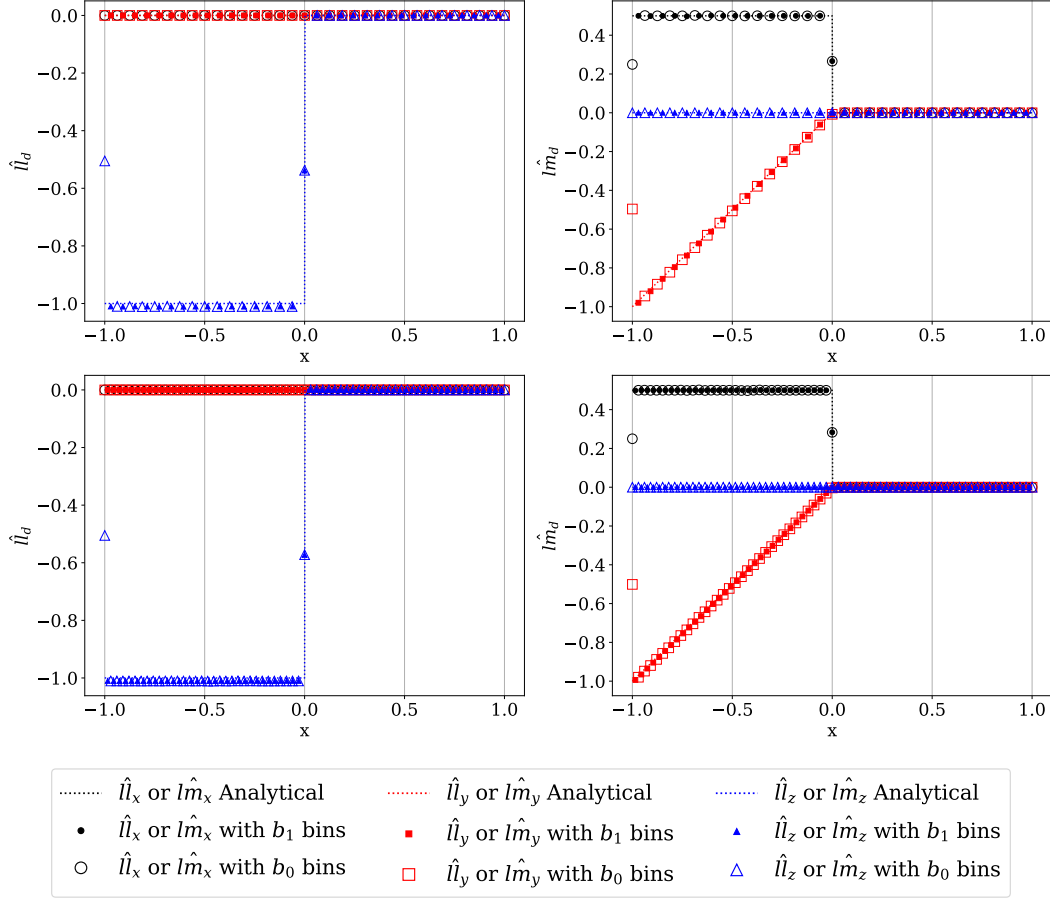 0.0
−0.2
−0.4
−0.6
−0.8
−1.0
l̂l_d
−1.0 −0.5 0.0 0.5 1.0
x
0.4
0.2
0.0
−0.2
−0.4
−0.6
−0.8
−1.0
lm̂_d
−1.0 −0.5 0.0 0.5 1.0
x
0.0
−0.2
−0.4
−0.6
−0.8
−1.0
l̂l_d
−1.0 −0.5 0.0 0.5 1.0
x
0.4
0.2
0.0
−0.2
−0.4
−0.6
−0.8
−1.0
lm̂_d
−1.0 −0.5 0.0 0.5 1.0
x
l̂l_x or lm̂_x Analytical
l̂l_x or lm̂_x with b_1 bins
l̂l_x or lm̂_x with b_0 bins
l̂l_y or lm̂_y Analytical
l̂l_y or lm̂_y with b_1 bins
l̂l_y or lm̂_y with b_0 bins
l̂l_z or lm̂_z Analytical
l̂l_z or lm̂_z with b_1 bins
l̂l_z or lm̂_z with b_0 bins